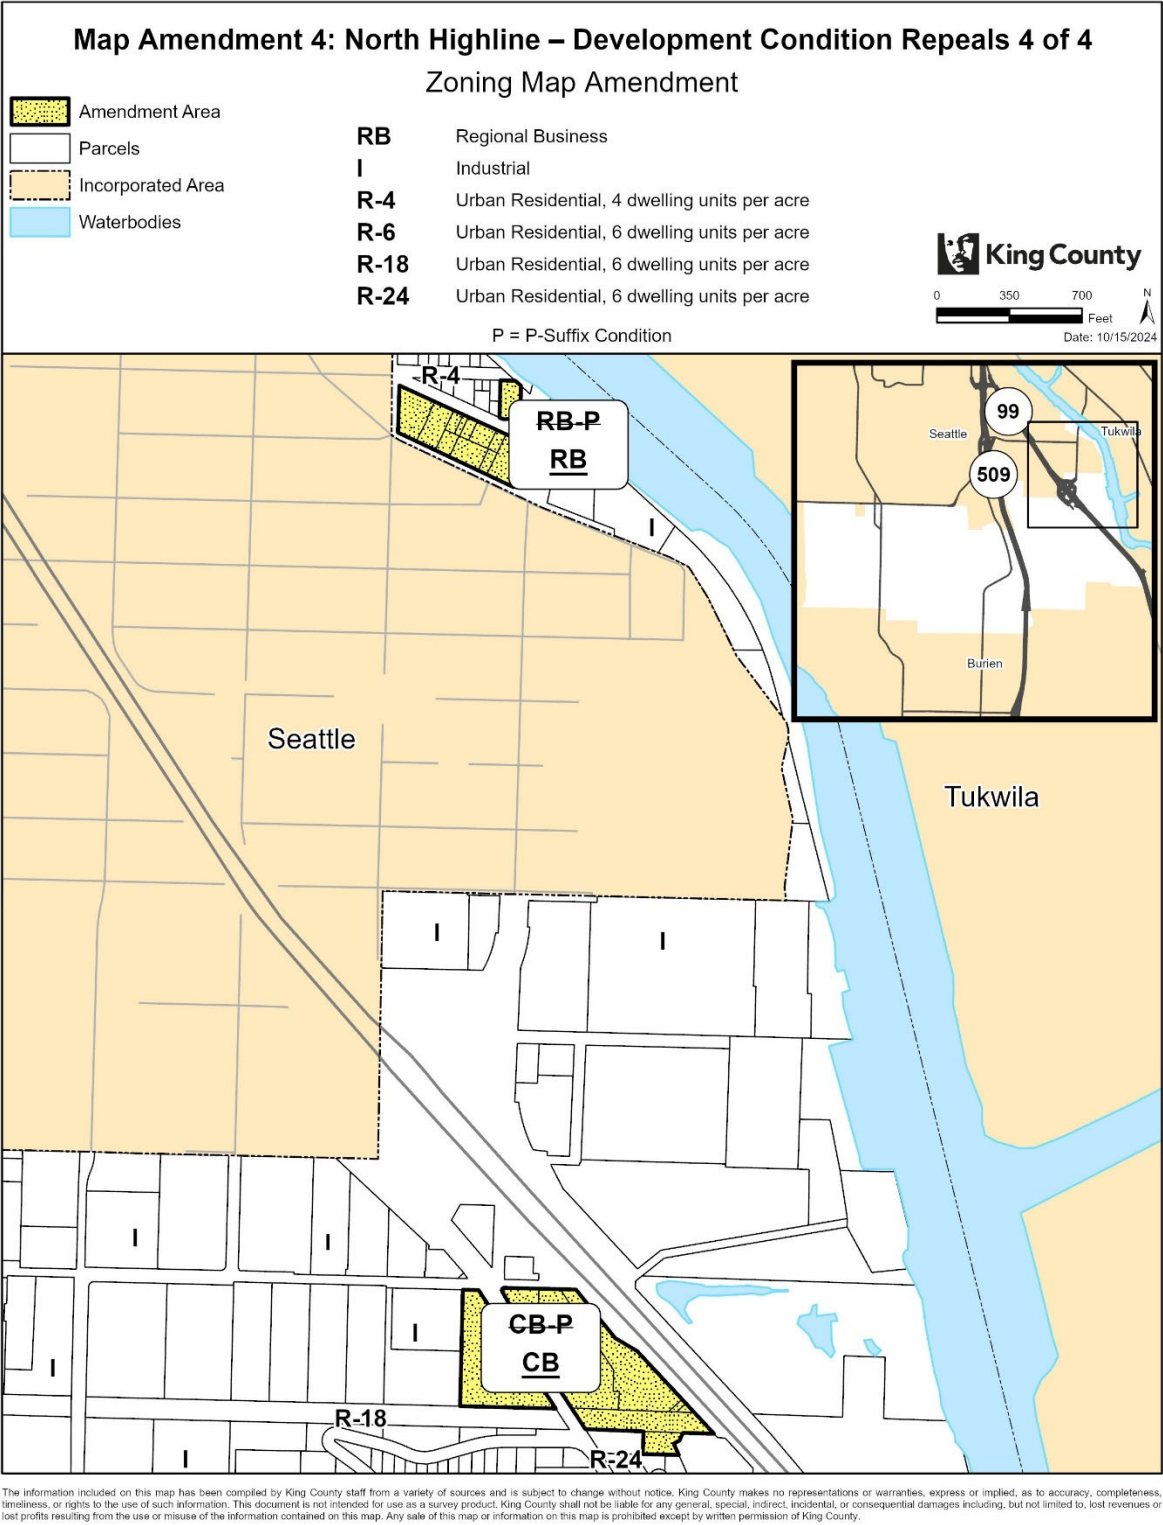 Map Amendment 4: North Highline – Development Condition Repeals 4 of 4
Zoning Map Amendment
Amendment Area
Parcels
Incorporated Area
Waterbodies
RB Regional Business
I Industrial
R-4 Urban Residential, 4 dwelling units per acre
R-6 Urban Residential, 6 dwelling units per acre
R-18 Urban Residential, 6 dwelling units per acre
R-24 Urban Residential, 6 dwelling units per acre
P = P-Suffix Condition
King County
0 350 700
Feet
N
Date: 10/15/2024
R-4
RB-P
RB
I
99
Seattle
Tukwila
509
Burien
Seattle
Tukwila
I
I
I
I
I
CB-P
CB
I
R-18
I
R-24
The information included on this map has been compiled by King County staff from a variety of sources and is subject to change without notice. King County makes no representations or warranties, express or implied, as to accuracy, completeness,
timeliness, or rights to the use of such information. This document is not intended for use as a survey product. King County shall not be liable for any general, special, indirect, incidental, or consequential damages including, but not limited to, lost revenues or
lost profits resulting from the use or misuse of the information contained on this map. Any sale of this map or information on this map is prohibited except by written permission of King County.